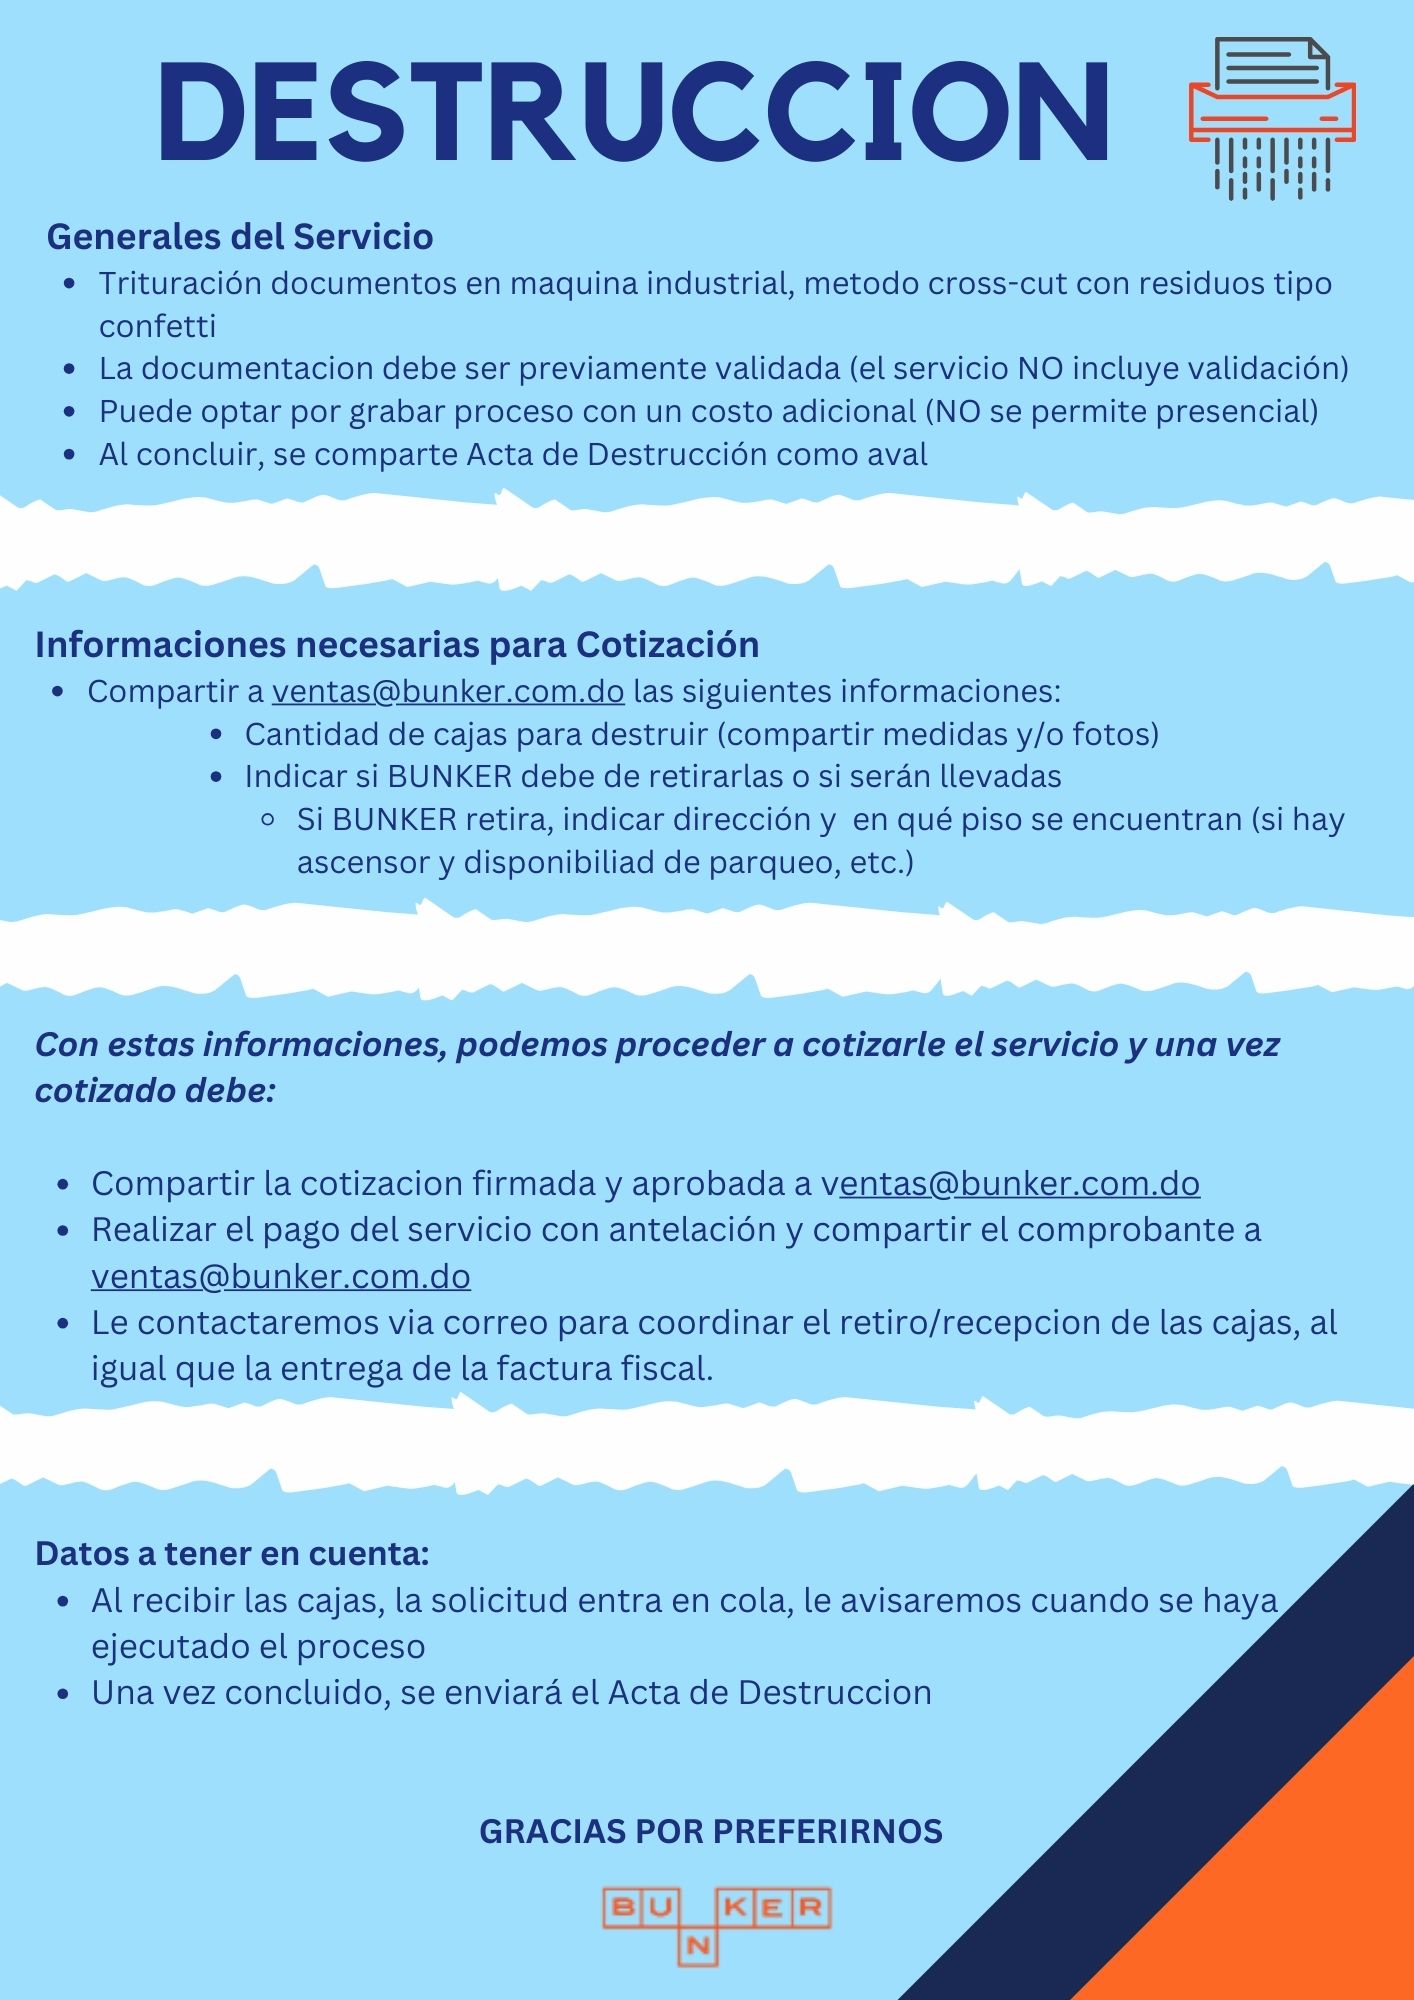 DESTRUCCION
Generales del Servicio
• Trituración documentos en maquina industrial, metodo cross-cut con residuos tipo
confetti
• La documentacion debe ser previamente validada (el servicio NO incluye validación)
• Puede optar por grabar proceso con un costo adicional (NO se permite presencial)
• Al concluir, se comparte Acta de Destrucción como aval
Informaciones necesarias para Cotización
• Compartir a ventas@bunker.com.do las siguientes informaciones:
• Cantidad de cajas para destruir (compartir medidas y/o fotos)
• Indicar si BUNKER debe de retirarlas o si serán llevadas
◦ Si BUNKER retira, indicar dirección y en qué piso se encuentran (si hay
ascensor y disponibiliad de parqueo, etc.)
Con estas informaciones, podemos proceder a cotizarle el servicio y una vez
cotizado debe:
• Compartir la cotizacion firmada y aprobada a ventas@bunker.com.do
• Realizar el pago del servicio con antelación y compartir el comprobante a
ventas@bunker.com.do
• Le contactaremos via correo para coordinar el retiro/recepcion de las cajas, al
igual que la entrega de la factura fiscal.
Datos a tener en cuenta:
• Al recibir las cajas, la solicitud entra en cola, le avisaremos cuando se haya
ejecutado el proceso
• Una vez concluido, se enviará el Acta de Destruccion
GRACIAS POR PREFERIRNOS
BUNKER